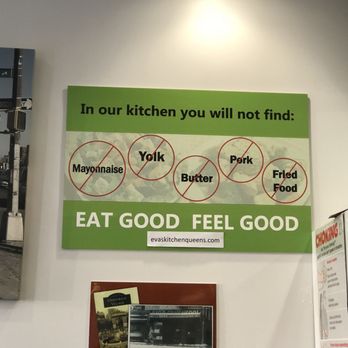 In our kitchen you will not find:
Mayonnaise
Yolk
Butter
Pork
Fried
Food
EAT GOOD FEEL GOOD
evaskitchenqueens.com
CHOKING